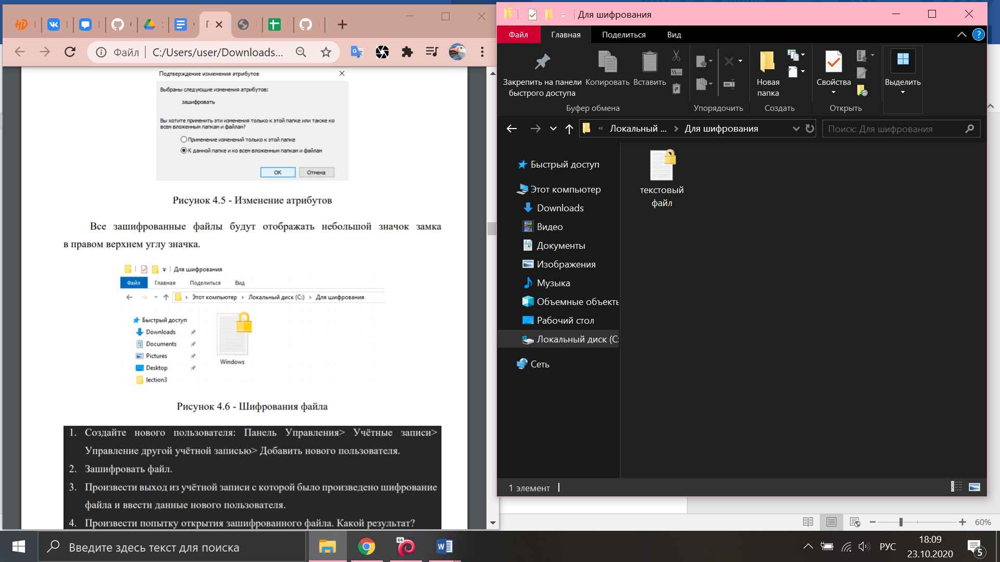 Файл
C:/Users/user/Downloads...
Подтверждение изменения атрибутов
Выбраны следующие изменения атрибутов:
зашифровать
Вы хотите применить эти изменения только к этой папке или также ко
всем вложенным папкам и файлам?
Применение изменений только к этой папке
К данной папке и ко всем вложенным папкам и файлам
OK
Отмена
Рисунок 4.5 - Изменение атрибутов
Все зашифрованные файлы будут отображать небольшой значок замка
в правом верхнем углу значка.
Для шифрования
Файл
Главная
Поделиться
Вид
Этот компьютер > Локальный диск (C:) > Для шифрования
Быстрый доступ
Downloads
Documents
Pictures
Desktop
lection3
Windows
Рисунок 4.6 - Шифрования файла
1. Создайте нового пользователя: Панель Управления> Учётные записи>
Управление другой учётной записью> Добавить нового пользователя.
2. Зашифровать файл.
3. Произвести выход из учётной записи с которой было произведено шифрование
файла и ввести данные нового пользователя.
4. Произвести попытку открытия зашифрованного файла. Какой результат?
Для шифрования
Файл
Главная
Поделиться
Вид
Закрепить на панели
быстрого доступа
Копировать
Вставить
Буфер обмена
Упорядочить
Новая
папка
Создать
Свойства
Открыть
Выделить
« Локальный ... > Для шифрования
Поиск: Для шифрования
Быстрый доступ
Этот компьютер
Downloads
Видео
Документы
Изображения
Музыка
Объемные объекты
Рабочий стол
Локальный диск (C:
Сеть
текстовый
файл
1 элемент
60%
Введите здесь текст для поиска
64
РУС
18:09
23.10.2020
5